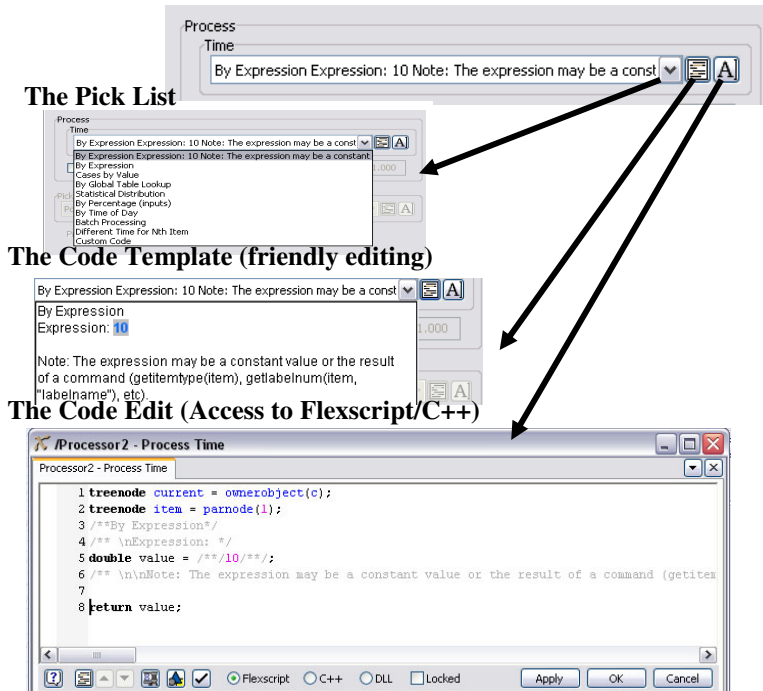 Process
Time
By Expression Expression: 10 Note: The expression may be a const
A
The Pick List
Process
Time
By Expression Expression: 10 Note: The expression may be a const
A
By Expression Expression: 10 Note: The expression may be a constant
By Expression
Cases by Value
By Global Table Lookup
Statistical Distribution
By Percentage (inputs)
By Time of Day
Batch Processing
Different Time for Nth Item
Custom Code
1.000
A
The Code Template (friendly editing)
By Expression Expression: 10 Note: The expression may be a const
A
By Expression
Expression: 10
1.000
Note: The expression may be a constant value or the result
of a command (getitemtype(item), getlabelnum(item,
"labelname"), etc).
A
The Code Edit (Access to Flexscript/C++)
/Processor2 - Process Time
Processor2 - Process Time
1 treenode current = ownerobject(c);
2 treenode item = parnode(1);
3 /**By Expression*/
4 /** \nExpression: */
5 double value = /**/10/**/;
6 /** \n\nNote: The expression may be a constant value or the result of a command (getitem
7
8 return value;
Flexscript C++ DLL Locked Apply OK Cancel